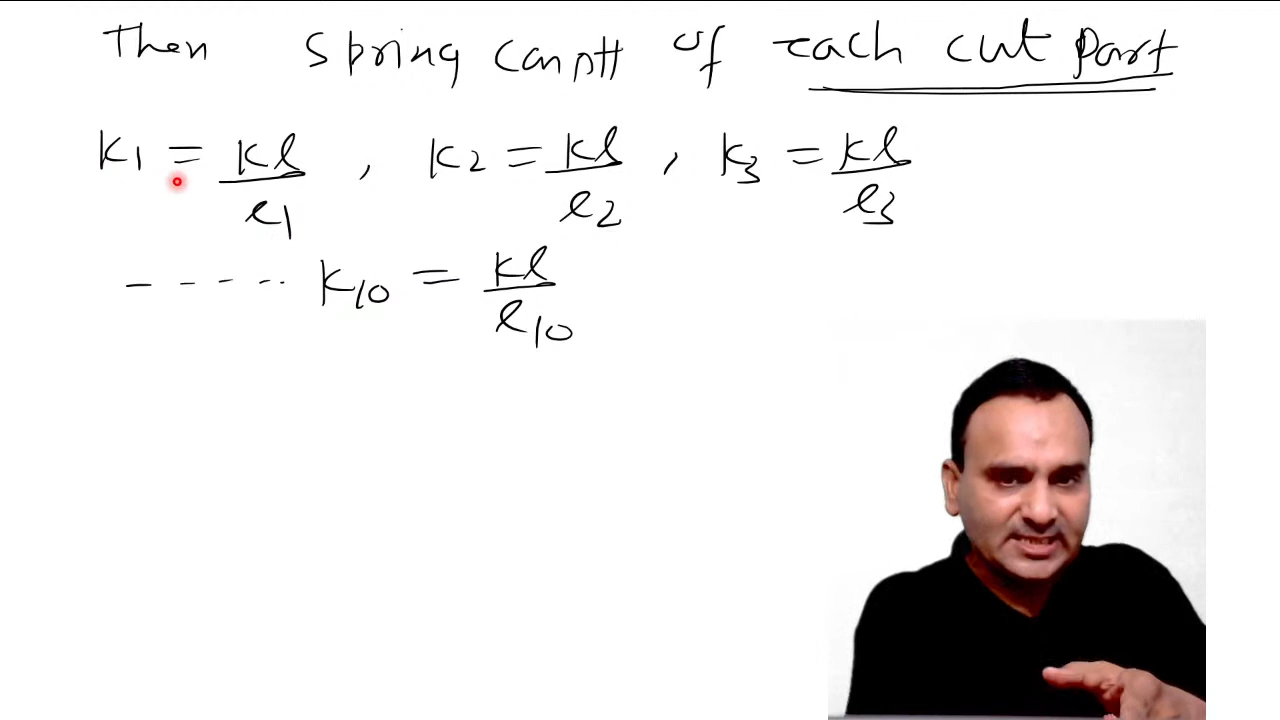 Then spring constt of each cut part
K1 = Kl/l1 , K2 = Kl/l2 , K3 = Kl/l3
- - - - - K10 = Kl/l10